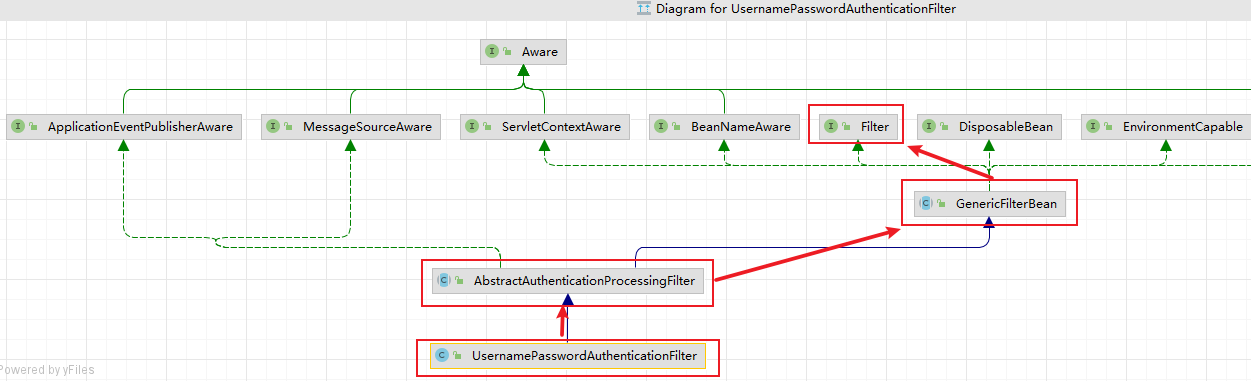 Diagram for UsernamePasswordAuthenticationFilter
I Aware
I ApplicationEventPublisherAware I MessageSourceAware I ServletContextAware I BeanNameAware I Filter I DisposableBean I EnvironmentCapable
C GenericFilterBean
C AbstractAuthenticationProcessingFilter
C UsernamePasswordAuthenticationFilter
Powered by yFiles